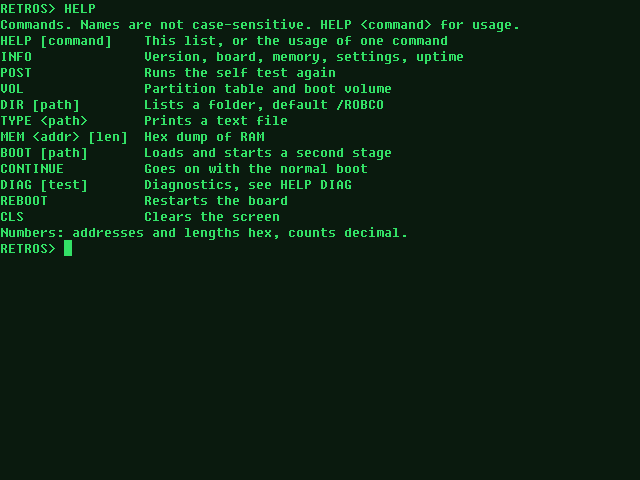 RETROS> HELP
Commands. Names are not case-sensitive. HELP <command> for usage.
HELP [command]    This list, or the usage of one command
INFO              Version, board, memory, settings, uptime
POST              Runs the self test again
VOL               Partition table and boot volume
DIR [path]        Lists a folder, default /ROBCO
TYPE <path>       Prints a text file
MEM <addr> [len]  Hex dump of RAM
BOOT [path]       Loads and starts a second stage
CONTINUE          Goes on with the normal boot
DIAG [test]       Diagnostics, see HELP DIAG
REBOOT            Restarts the board
CLS               Clears the screen
Numbers: addresses and lengths hex, counts decimal.
RETROS>